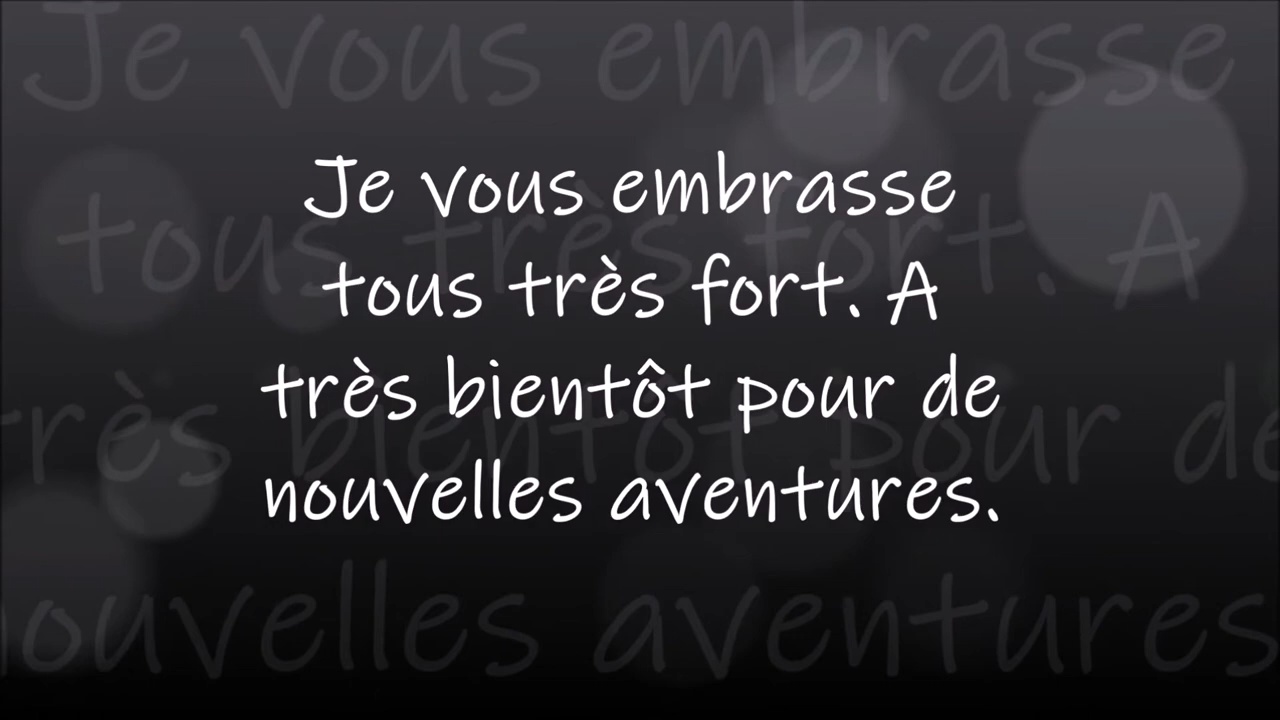 Je vous embrasse
tous très fort. A
très bientôt pour de
nouvelles aventures.